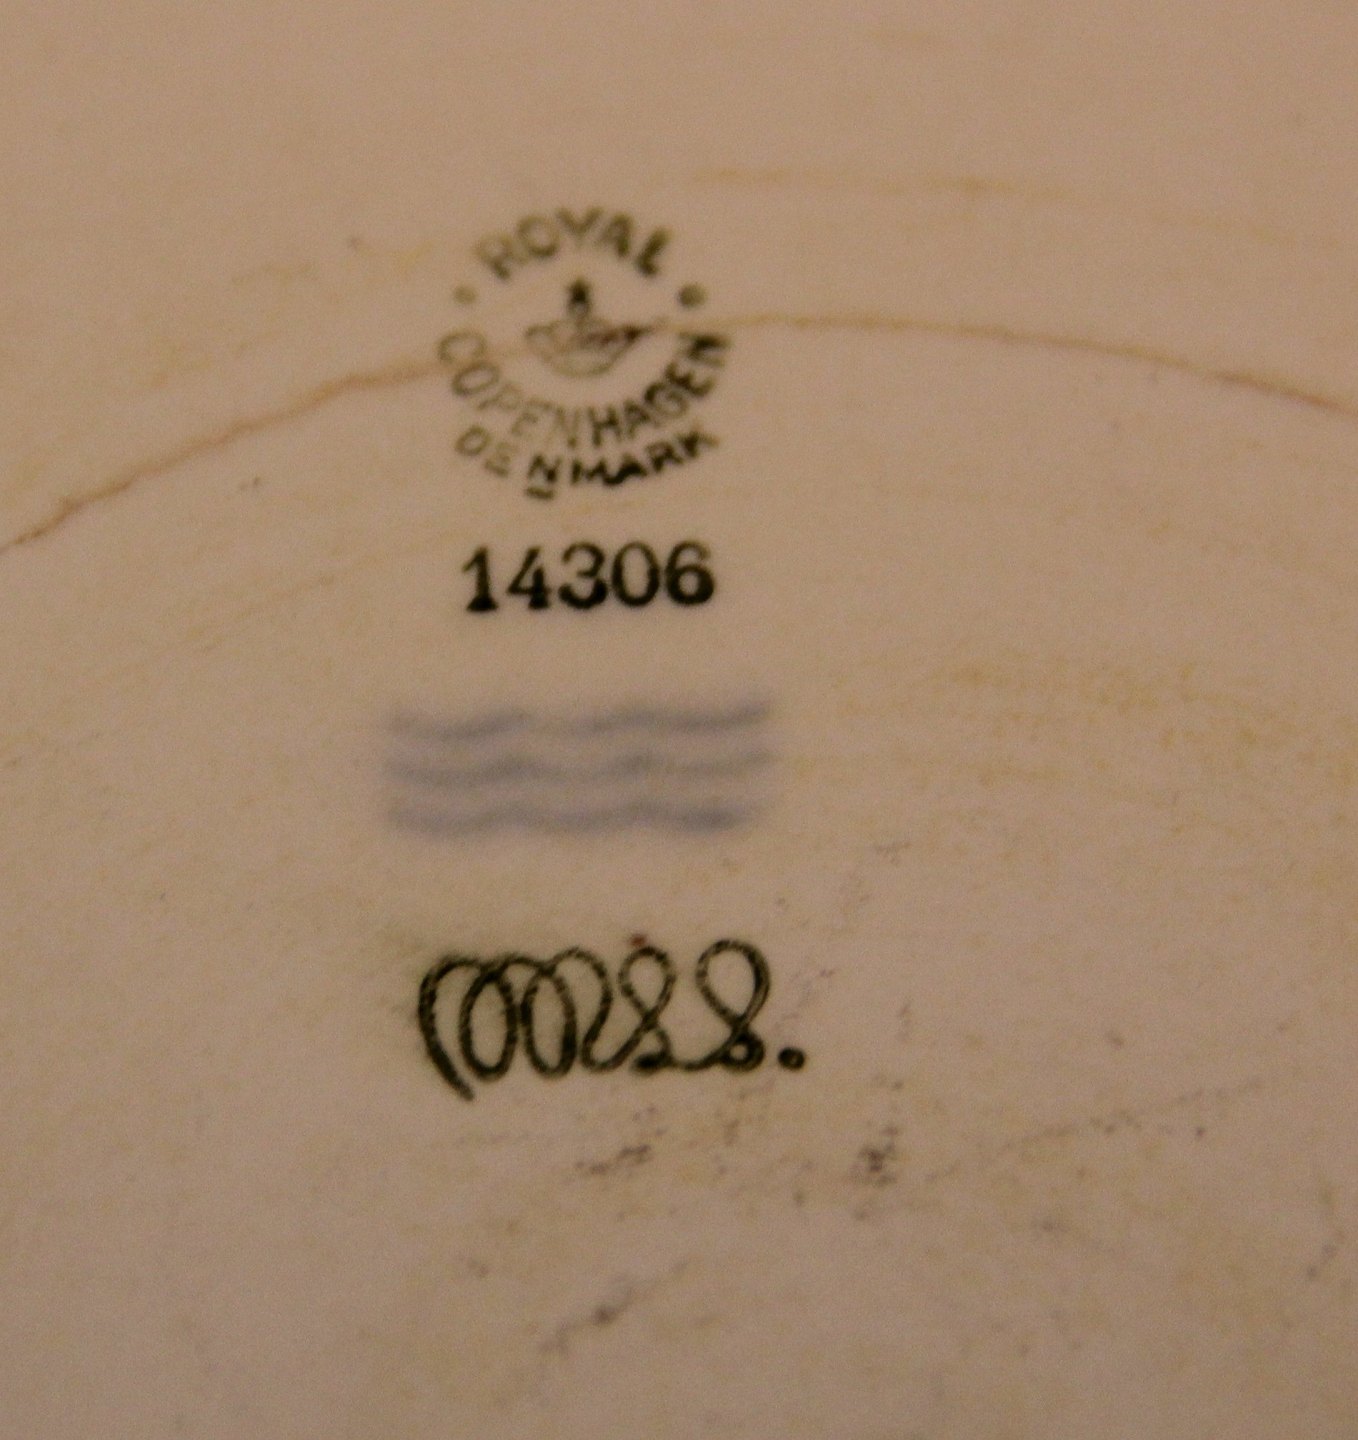 ROYAL
COPENHAGEN
DENMARK
14306